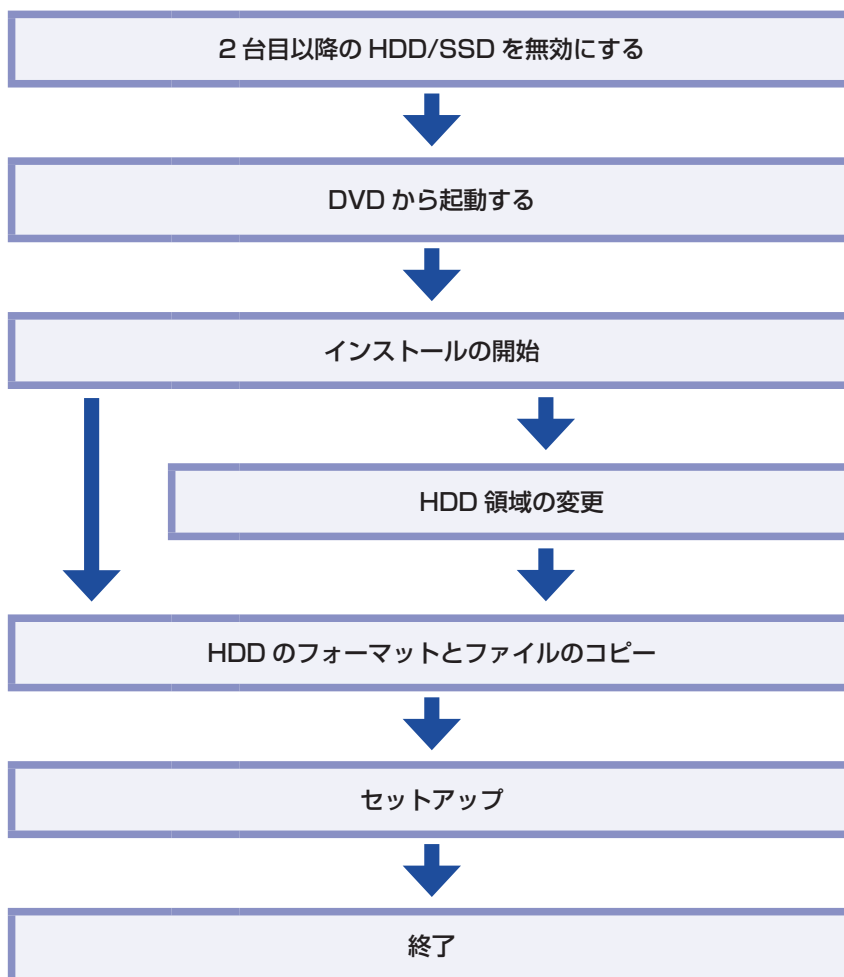 2 台目以降の HDD/SSD を無効にする
DVD から起動する
インストールの開始
HDD 領域の変更
HDD のフォーマットとファイルのコピー
セットアップ
終了